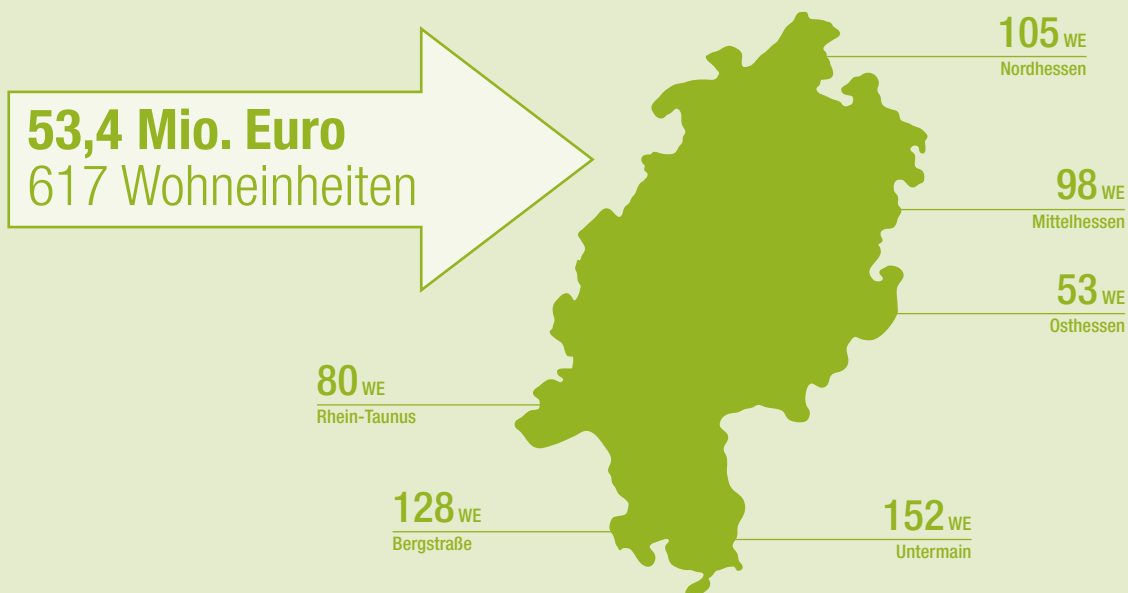 53,4 Mio. Euro
617 Wohneinheiten
105 WE
Nordhessen
98 WE
Mittelhessen
53 WE
Osthessen
80 WE
Rhein-Taunus
128 WE
Bergstraße
152 WE
Untermain